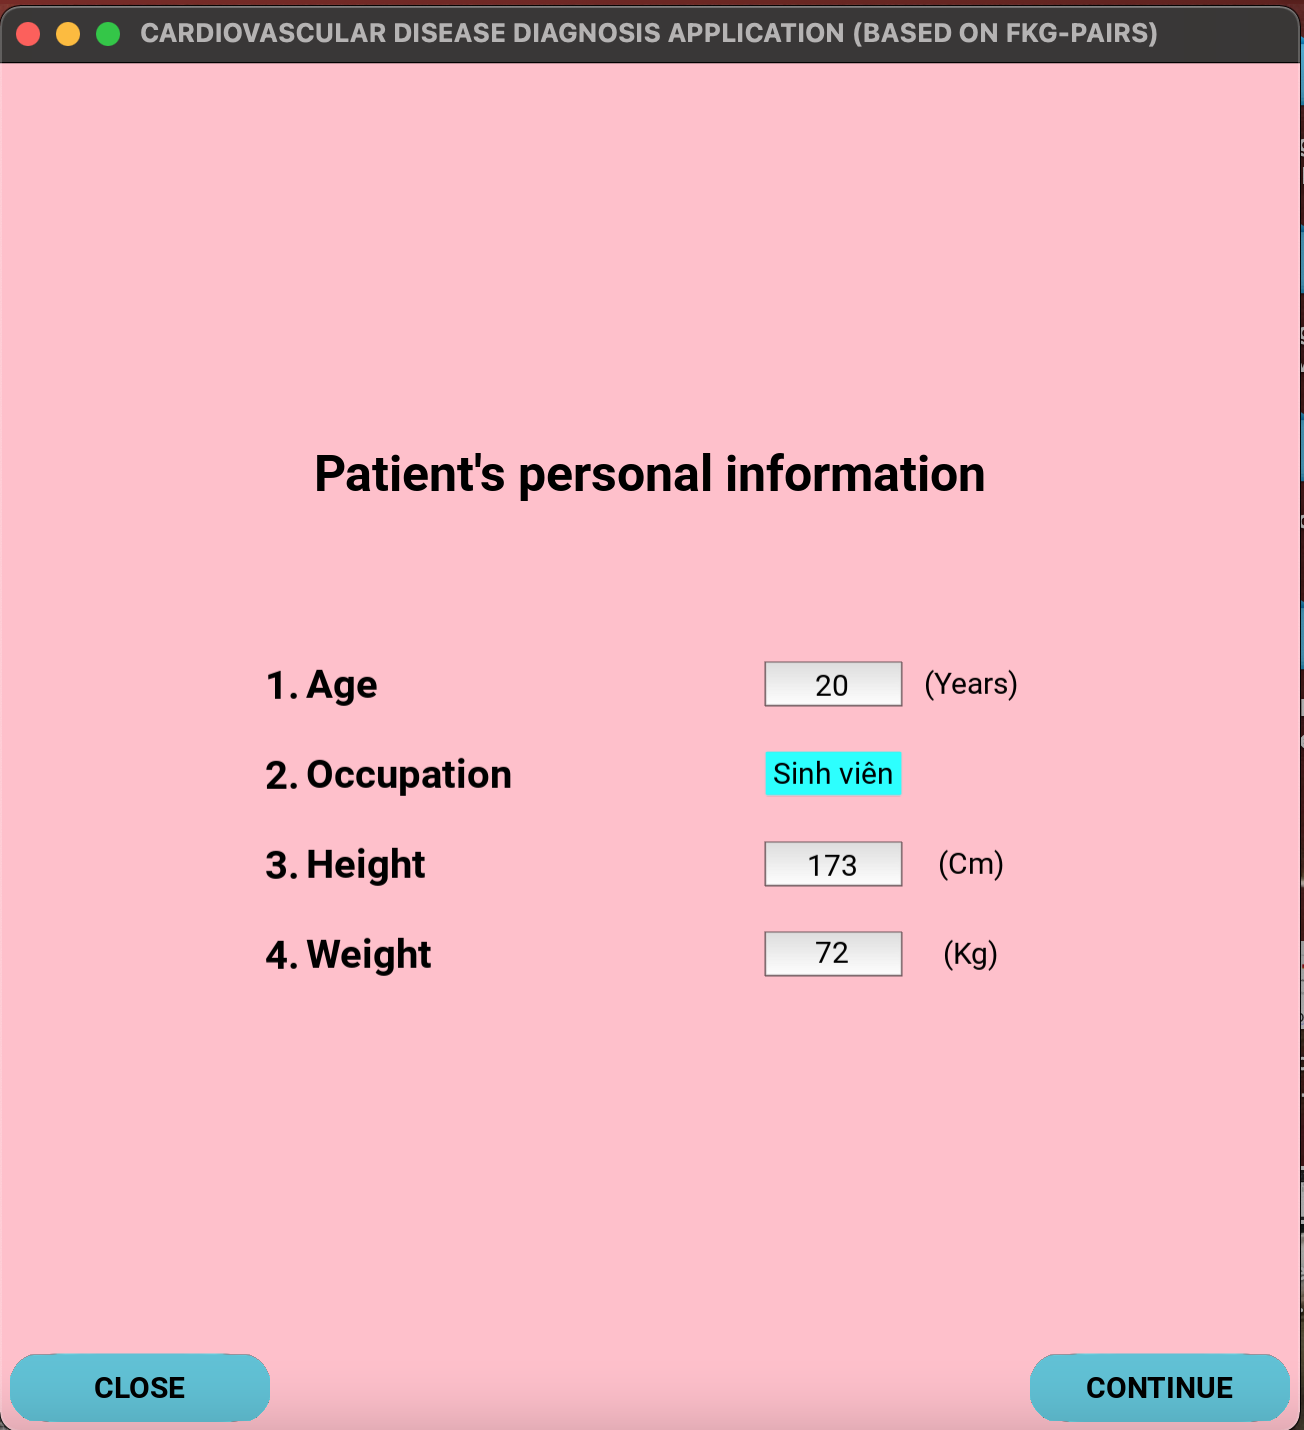 CARDIOVASCULAR DISEASE DIAGNOSIS APPLICATION (BASED ON FKG-PAIRS)
Patient's personal information
1. Age 20 (Years)
2. Occupation Sinh viên
3. Height 173 (Cm)
4. Weight 72 (Kg)
CLOSE CONTINUE